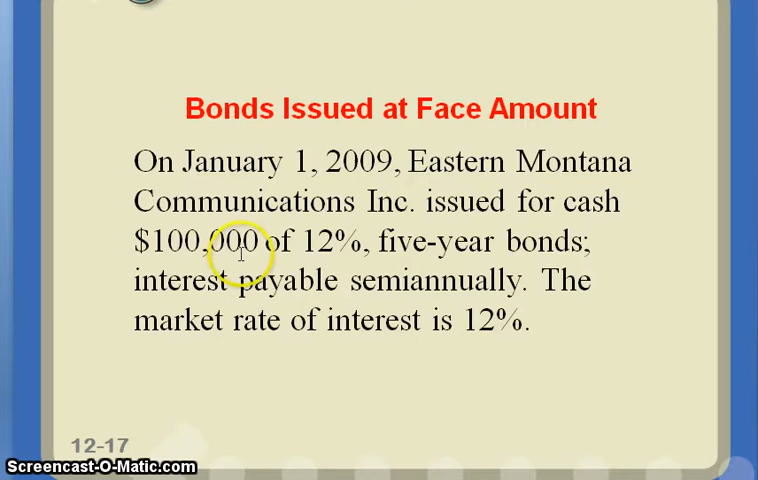 Bonds Issued at Face Amount
On January 1, 2009, Eastern Montana
Communications Inc. issued for cash
$100,000 of 12%, five-year bonds;
interest payable semiannually. The
market rate of interest is 12%.
12-17
Screencast-O-Matic.com